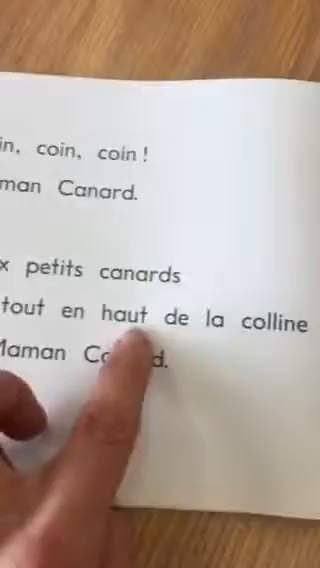 in, coin, coin !
man Canard.
x petits canards
tout en haut de la colline
Maman